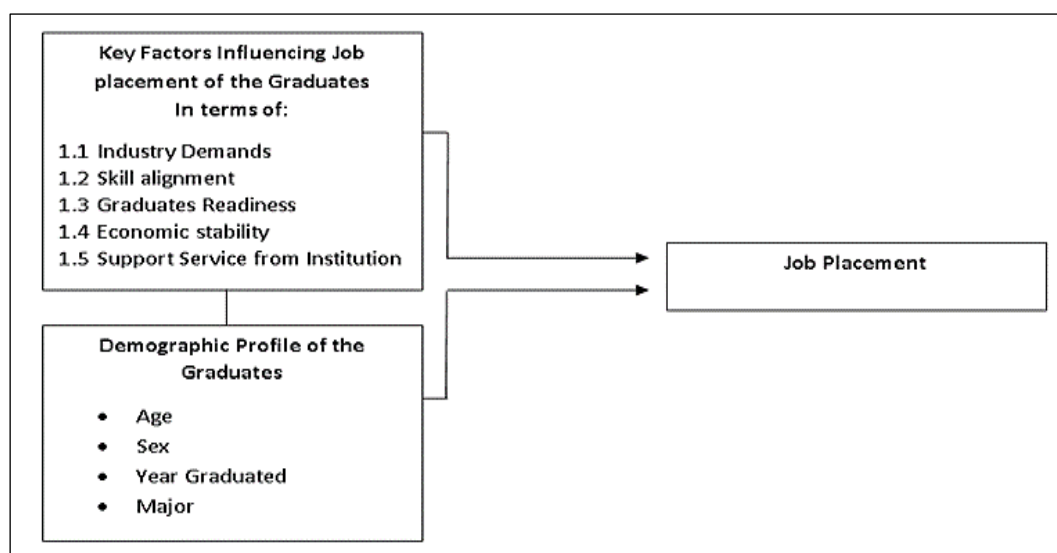 Key Factors Influencing Job
placement of the Graduates
In terms of:
1.1 Industry Demands
1.2 Skill alignment
1.3 Graduates Readiness
1.4 Economic stability
1.5 Support Service from Institution
Job Placement
Demographic Profile of the
Graduates
• Age
• Sex
• Year Graduated
• Major